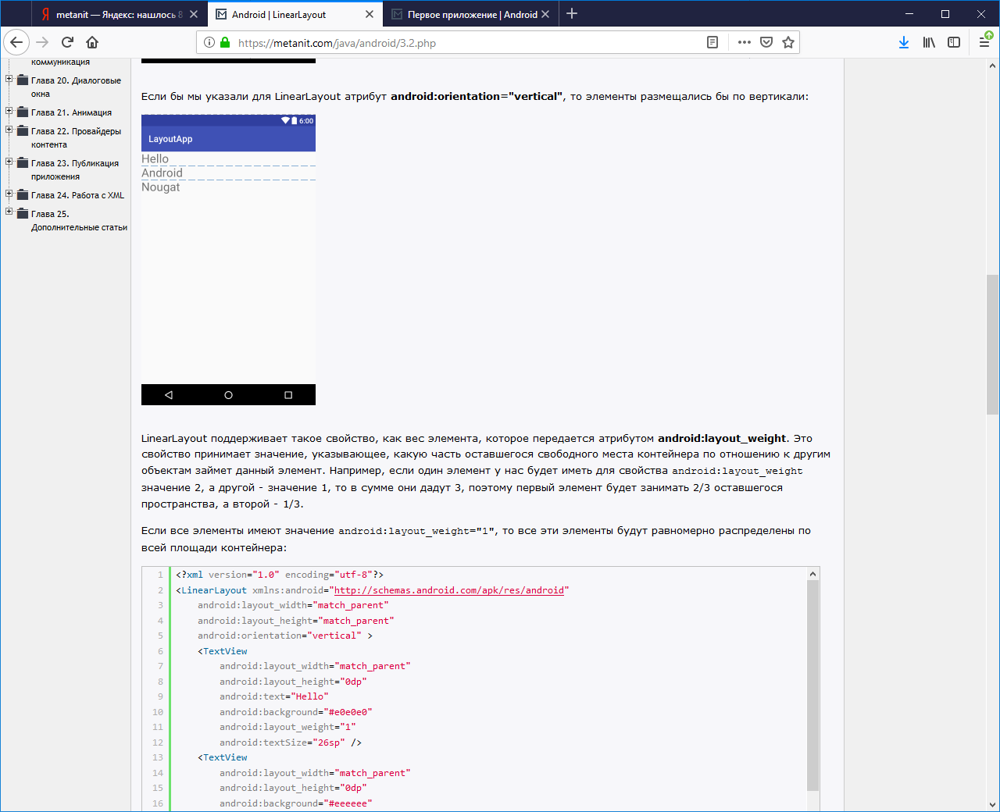 metanit — Яндекс: нашлось 8
Android | LinearLayout
Первое приложение | Android
https://metanit.com/java/android/3.2.php
коммуникация
Глава 20. Диалоговые
окна
Глава 21. Анимация
Глава 22. Провайдеры
контента
Глава 23. Публикация
приложения
Глава 24. Работа с XML
Глава 25.
Дополнительные статьи
Если бы мы указали для LinearLayout атрибут android:orientation="vertical", то элементы размещались бы по вертикали:
6:00
LayoutApp
Hello
Android
Nougat
LinearLayout поддерживает такое свойство, как вес элемента, которое передается атрибутом android:layout_weight. Это
свойство принимает значение, указывающее, какую часть оставшегося свободного места контейнера по отношению к другим
объектам займет данный элемент. Например, если один элемент у нас будет иметь для свойства android:layout_weight
значение 2, а другой - значение 1, то в сумме они дадут 3, поэтому первый элемент будет занимать 2/3 оставшегося
пространства, а второй - 1/3.
Если все элементы имеют значение android:layout_weight="1", то все эти элементы будут равномерно распределены по
всей площади контейнера:
1 <?xml version="1.0" encoding="utf-8"?>
2 <LinearLayout xmlns:android="http://schemas.android.com/apk/res/android"
3 android:layout_width="match_parent"
4 android:layout_height="match_parent"
5 android:orientation="vertical" >
6 <TextView
7 android:layout_width="match_parent"
8 android:layout_height="0dp"
9 android:text="Hello"
10 android:background="#e0e0e0"
11 android:layout_weight="1"
12 android:textSize="26sp" />
13 <TextView
14 android:layout_width="match_parent"
15 android:layout_height="0dp"
16 android:background="#eeeeee"